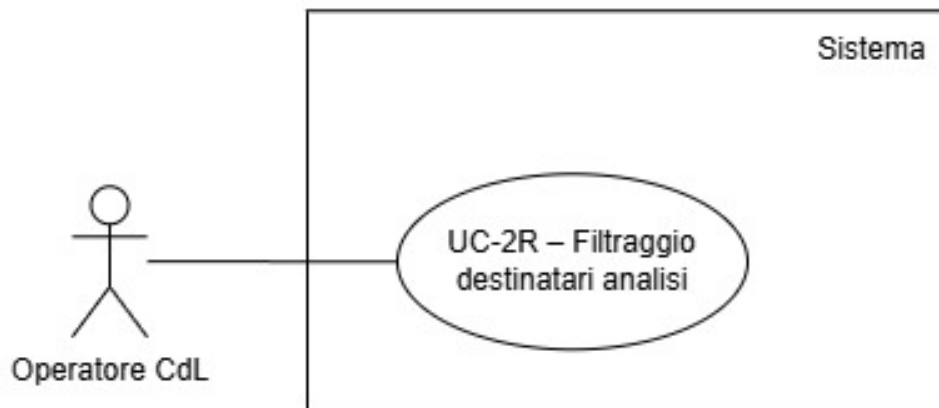 Sistema
UC-2R – Filtraggio
destinatari analisi
Operatore CdL